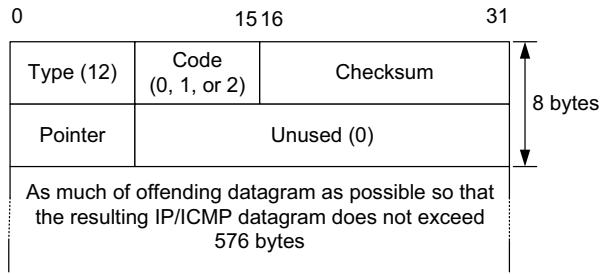 0 15 16 31
Type (12)
Code
(0, 1, or 2)
Checksum
8 bytes
Pointer
Unused (0)
As much of offending datagram as possible so that
the resulting IP/ICMP datagram does not exceed
576 bytes